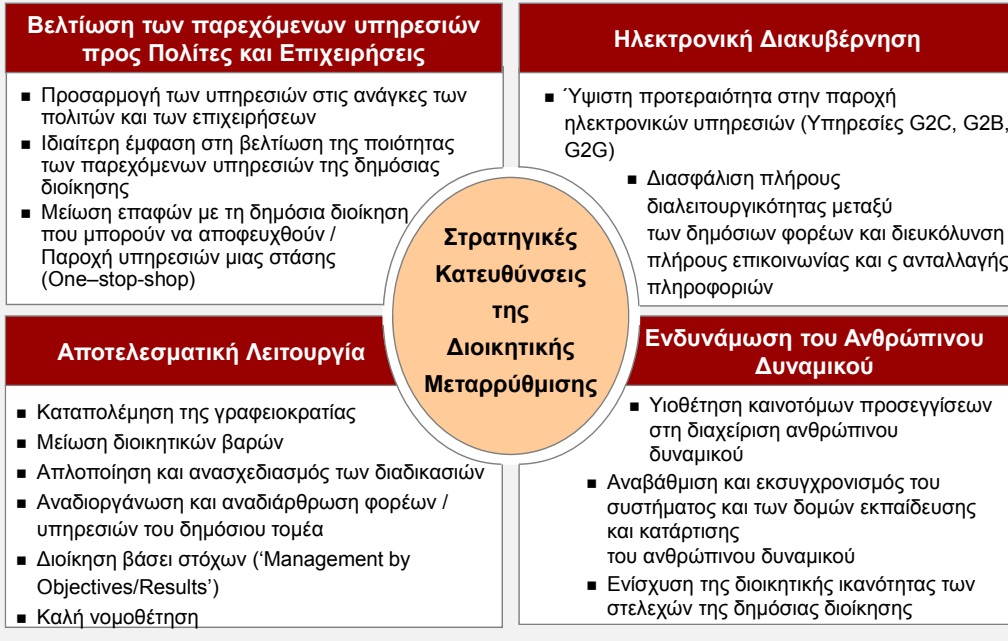 Βελτίωση των παρεχόμενων υπηρεσιών
προς Πολίτες και Επιχειρήσεις
■ Προσαρμογή των υπηρεσιών στις ανάγκες των
πολιτών και των επιχειρήσεων
■ Ιδιαίτερη έμφαση στη βελτίωση της ποιότητας
των παρεχόμενων υπηρεσιών της δημόσιας
διοίκησης
■ Μείωση επαφών με τη δημόσια διοίκηση
που μπορούν να αποφευχθούν /
Παροχή υπηρεσιών μιας στάσης
(One–stop-shop)
Ηλεκτρονική Διακυβέρνηση
■ Ύψιστη προτεραιότητα στην παροχή
ηλεκτρονικών υπηρεσιών (Υπηρεσίες G2C, G2B,
G2G)
■ Διασφάλιση πλήρους
διαλειτουργικότητας μεταξύ
των δημόσιων φορέων και διευκόλυνση
πλήρους επικοινωνίας και ς ανταλλαγής
πληροφοριών
Στρατηγικές
Κατευθύνσεις
της
Διοικητικής
Μεταρρύθμισης
Αποτελεσματική Λειτουργία
■ Καταπολέμηση της γραφειοκρατίας
■ Μείωση διοικητικών βαρών
■ Απλοποίηση και ανασχεδιασμός των διαδικασιών
■ Αναδιοργάνωση και αναδιάρθρωση φορέων /
υπηρεσιών του δημόσιου τομέα
■ Διοίκηση βάσει στόχων (‘Management by
Objectives/Results’)
■ Καλή νομοθέτηση
Ενδυνάμωση του Ανθρώπινου
Δυναμικού
■ Υιοθέτηση καινοτόμων προσεγγίσεων
στη διαχείριση ανθρώπινου
δυναμικού
■ Αναβάθμιση και εκσυγχρονισμός του
συστήματος και των δομών εκπαίδευσης
και κατάρτισης
του ανθρώπινου δυναμικού
■ Ενίσχυση της διοικητικής ικανότητας των
στελεχών της δημόσιας διοίκησης